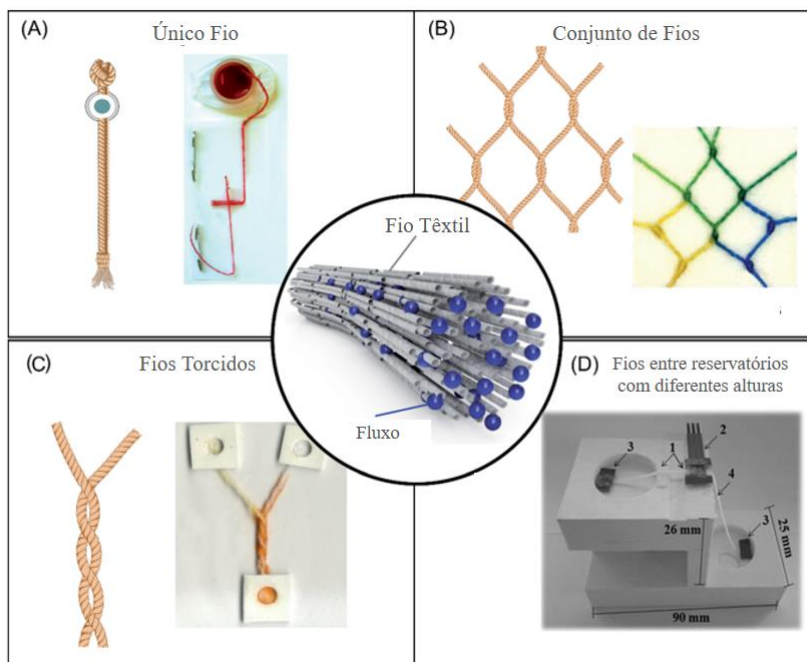 (A)
Único Fio
(B)
Conjunto de Fios
Fio Têxtil
Fluxo
(C)
Fios Torcidos
(D)
Fios entre reservatórios
com diferentes alturas
2
3
1
4
3
26 mm
25 mm
90 mm